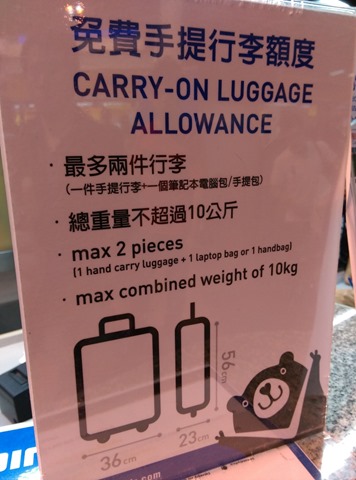 免費手提行李額度
CARRY-ON LUGGAGE
ALLOWANCE
· 最多兩件行李
（一件手提行李+一個筆記本電腦包/手提包）
· 總重量不超過10公斤
· max 2 pieces
(1 hand carry luggage + 1 laptop bag or 1 handbag)
· max combined weight of 10kg
56cm
36cm
23cm